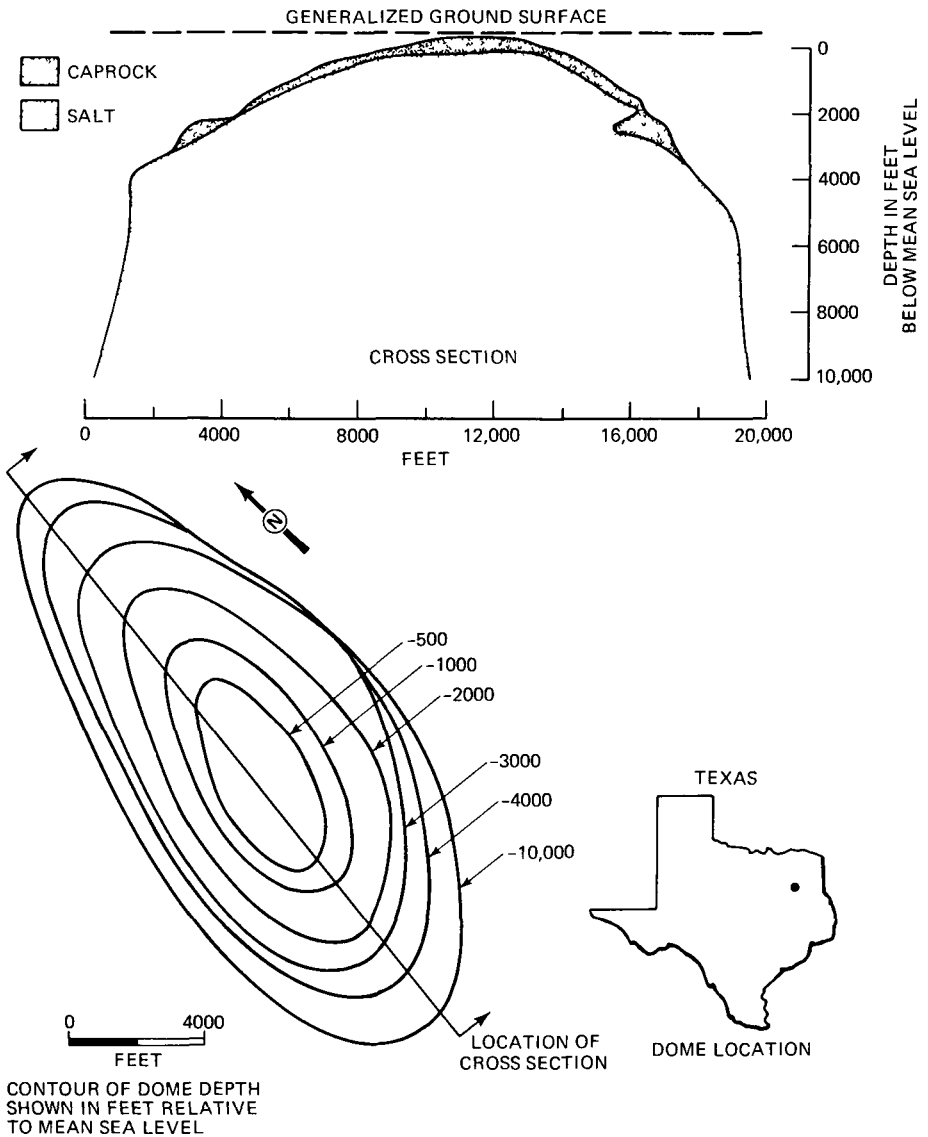 GENERALIZED GROUND SURFACE
CAPROCK
SALT
0
2000
4000
6000
8000
10,000
DEPTH IN FEET
BELOW MEAN SEA LEVEL
CROSS SECTION
0
4000
8000
12,000
16,000
20,000
FEET
N
-500
-1000
-2000
-3000
-4000
-10,000
TEXAS
DOME LOCATION
LOCATION OF
CROSS SECTION
0
4000
FEET
CONTOUR OF DOME DEPTH
SHOWN IN FEET RELATIVE
TO MEAN SEA LEVEL